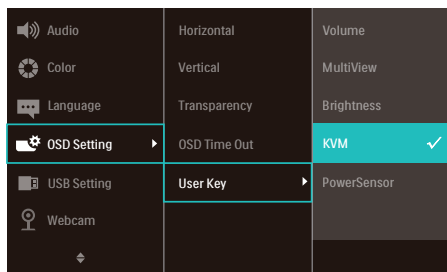 Audio
Color
Language
OSD Setting
USB Setting
Webcam
Horizontal
Vertical
Transparency
OSD Time Out
User Key
Volume
MultiView
Brightness
KVM
PowerSensor